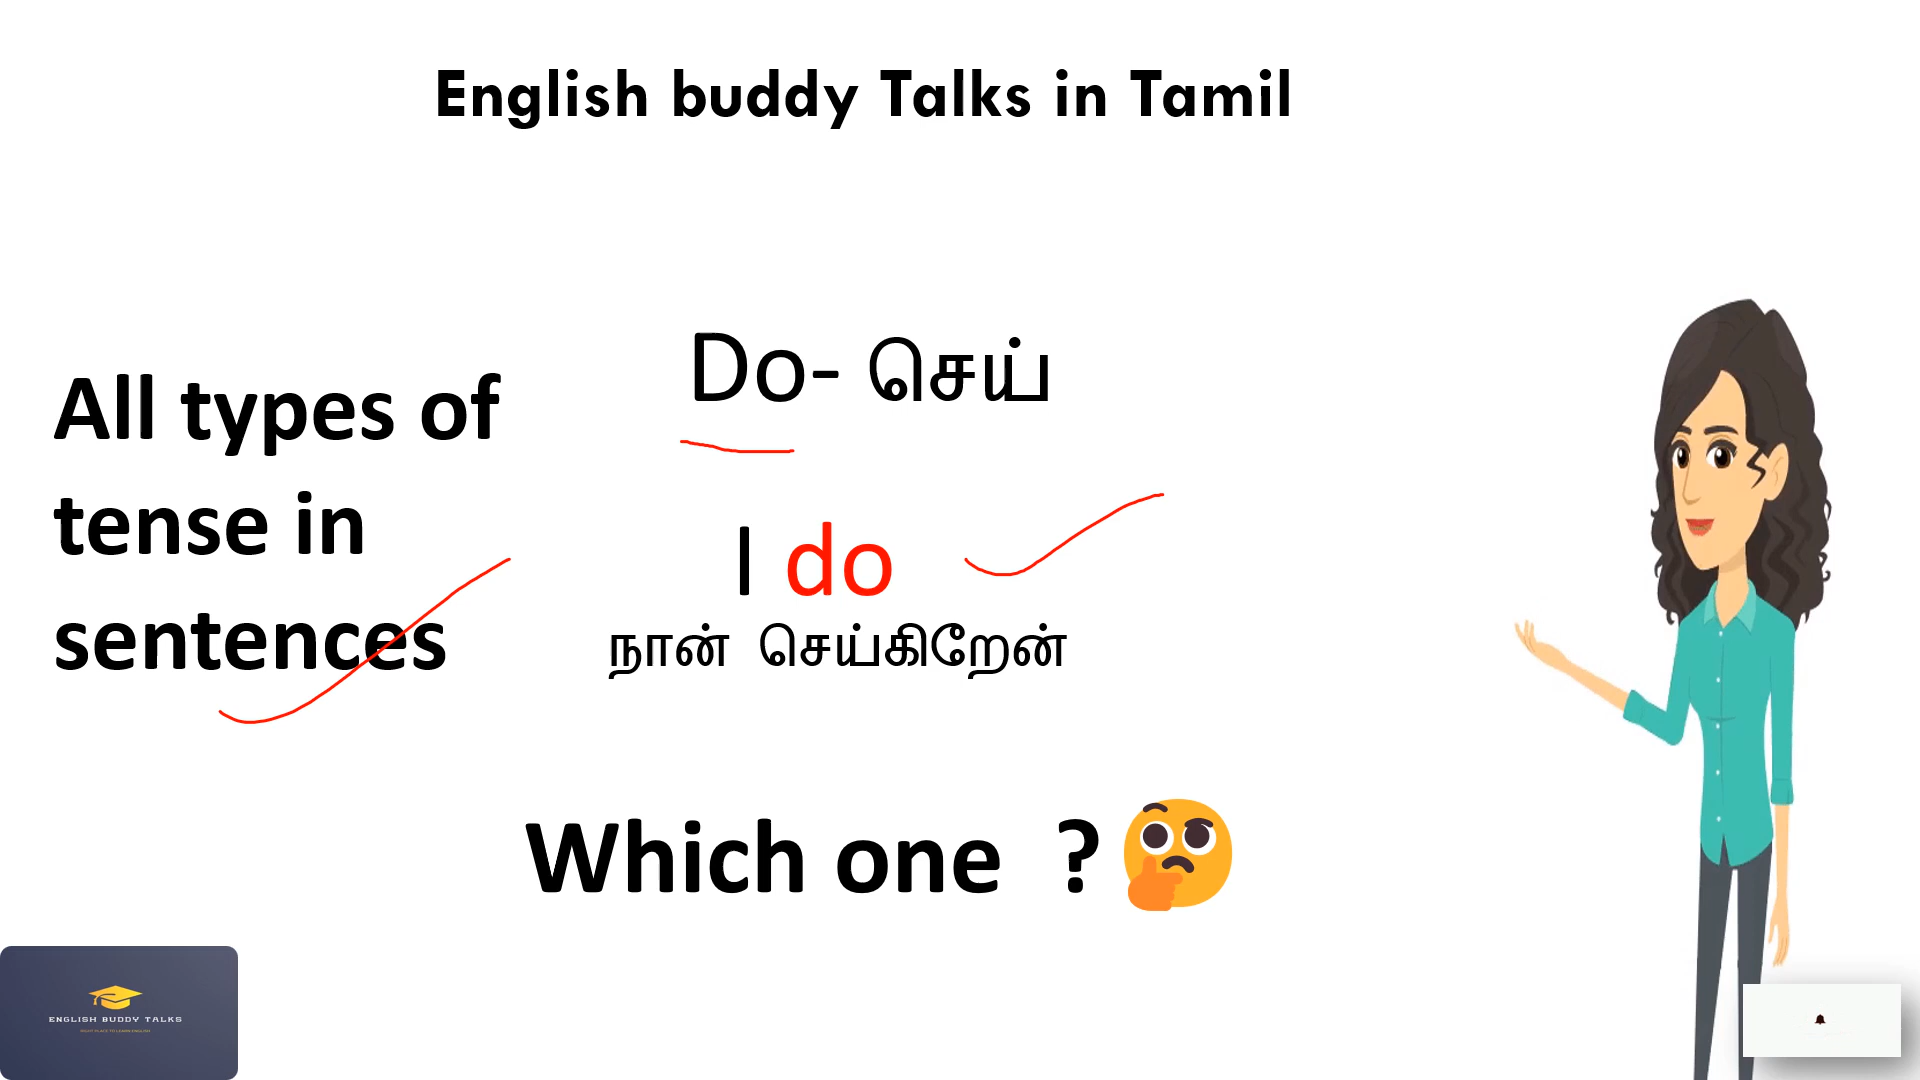 English buddy Talks in Tamil
All types of
tense in
sentences
Do- செய்
I do
நான் செய்கிறேன்
Which one ?
ENGLISH BUDDY TALKS